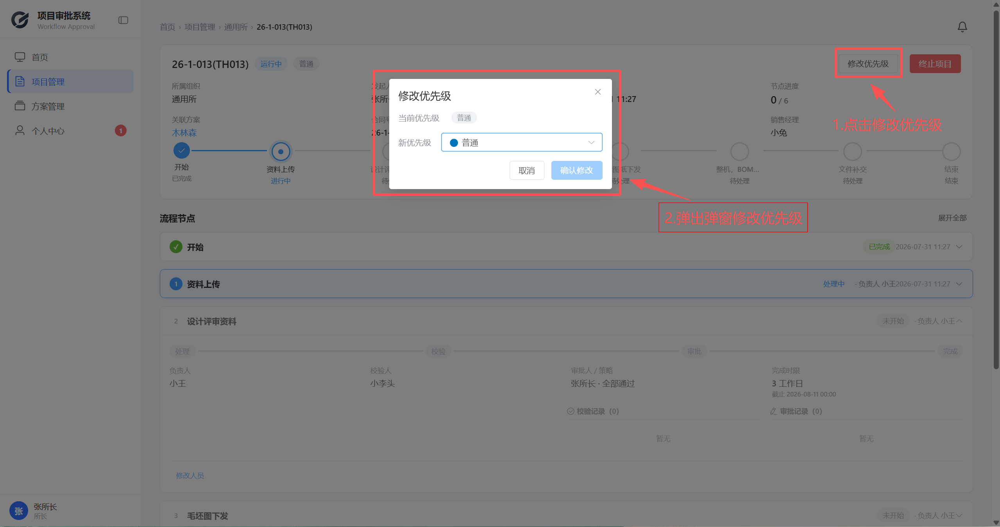 项目审批系统
Workflow Approval
首页
项目管理
方案管理
个人中心
1
张
张所长
所长
首页 › 项目管理 › 通用所 › 26-1-013(TH013)
26-1-013(TH013)
运行中
普通
修改优先级
终止项目
所属组织
通用所
发起
张所
11:27
节点进度
0 / 6
关联方案
木林森
合同号
26-1-
销售经理
小兔
开始
已完成
资料上传
进行中
设计评
图纸下发
待处理
整机，BOM...
待处理
文件补交
待处理
结束
结束
修改优先级
当前优先级
普通
新优先级
普通
取消
确认修改
1.点击修改优先级
2.弹出弹窗修改优先级
流程节点
展开全部
开始
已完成 2026-07-31 11:27
1 资料上传
处理中 · 负责人 小王2026-07-31 11:27
2 设计评审资料
未开始 · 负责人 小王
处理
校验
审批
完成
负责人
小王
校验人
小李头
审批人 / 策略
张所长 · 全部通过
完成时限
3 工作日
截止 2026-08-11 00:00
校验记录（0）
审批记录（0）
暂无
暂无
修改人员
3 毛坯图下发
未开始 · 负责人 小王